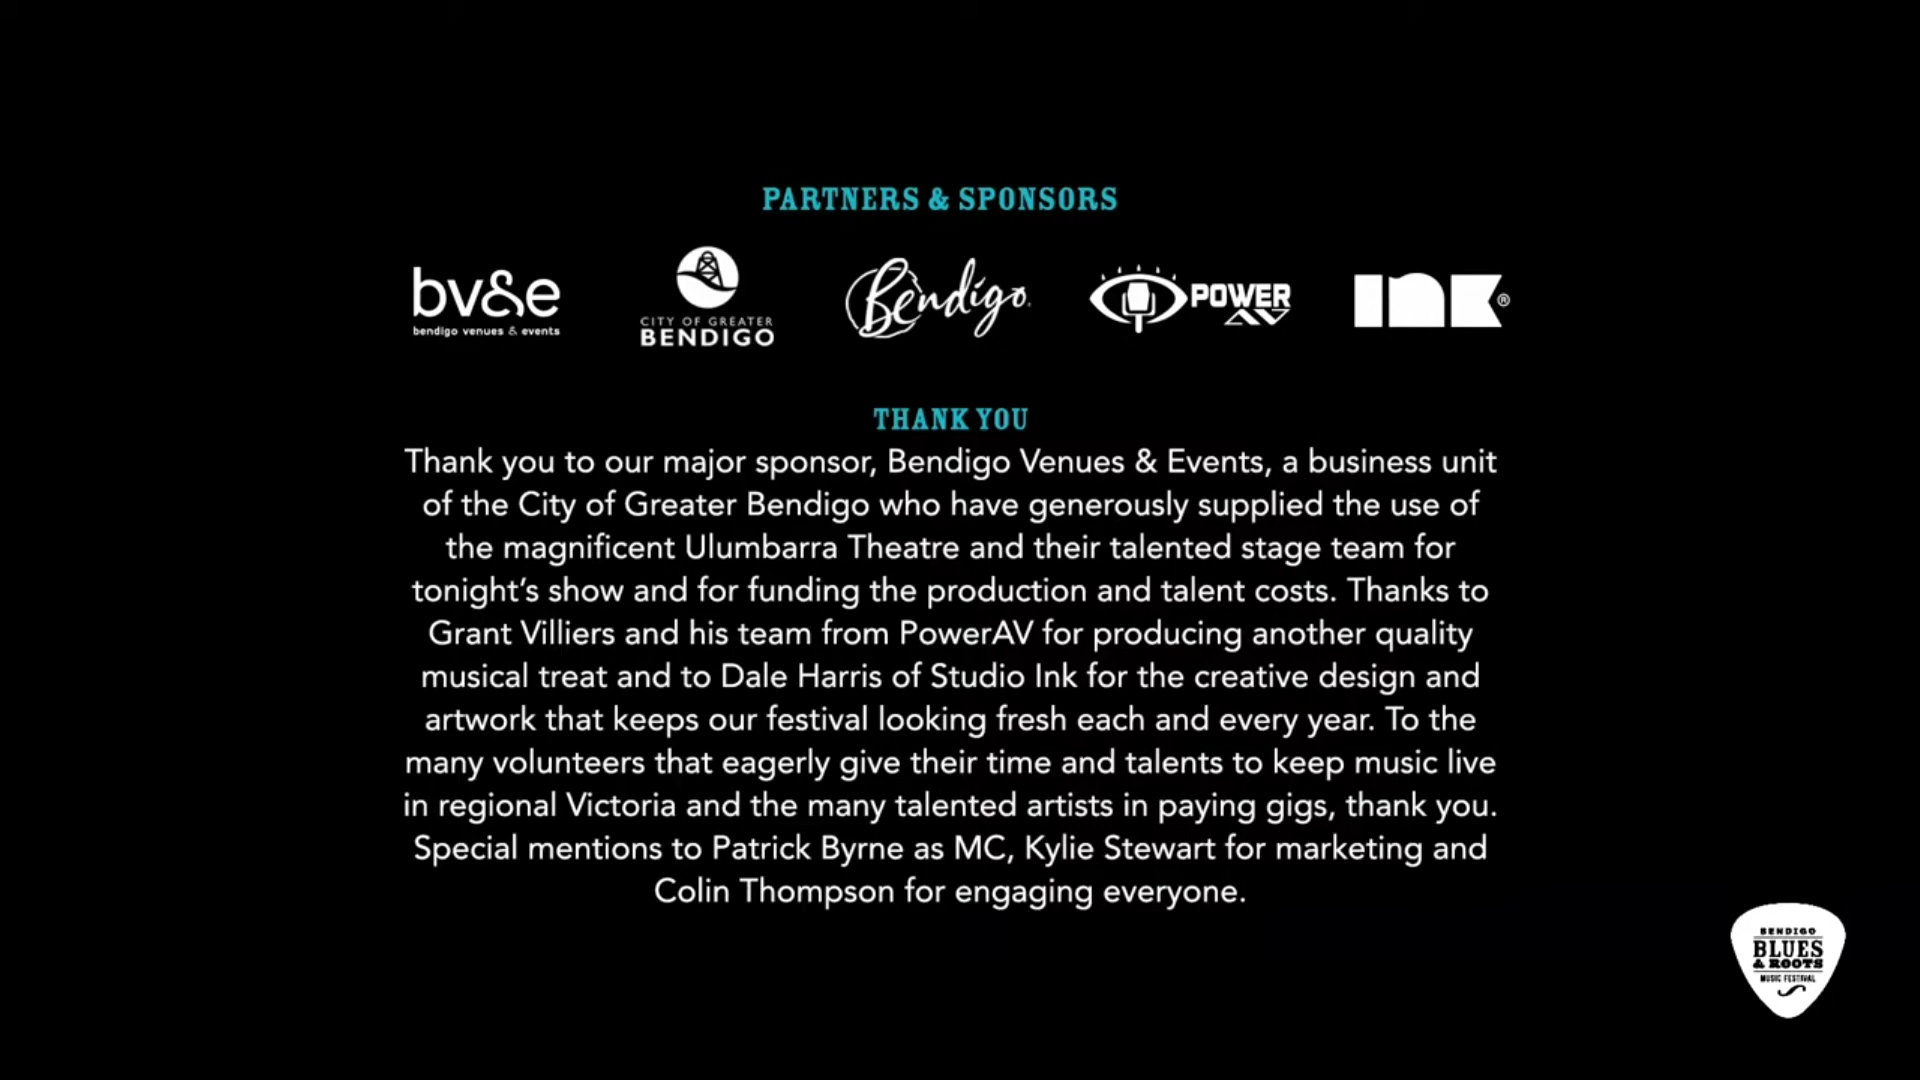 PARTNERS & SPONSORS
bv&e
bendigo venues & events
CITY OF GREATER
BENDIGO
Bendigo
POWER
AV
INK®
THANK YOU
Thank you to our major sponsor, Bendigo Venues & Events, a business unit
of the City of Greater Bendigo who have generously supplied the use of
the magnificent Ulumbarra Theatre and their talented stage team for
tonight’s show and for funding the production and talent costs. Thanks to
Grant Villiers and his team from PowerAV for producing another quality
musical treat and to Dale Harris of Studio Ink for the creative design and
artwork that keeps our festival looking fresh each and every year. To the
many volunteers that eagerly give their time and talents to keep music live
in regional Victoria and the many talented artists in paying gigs, thank you.
Special mentions to Patrick Byrne as MC, Kylie Stewart for marketing and
Colin Thompson for engaging everyone.
BENDIGO
BLUES
& ROOTS
MUSIC FESTIVAL